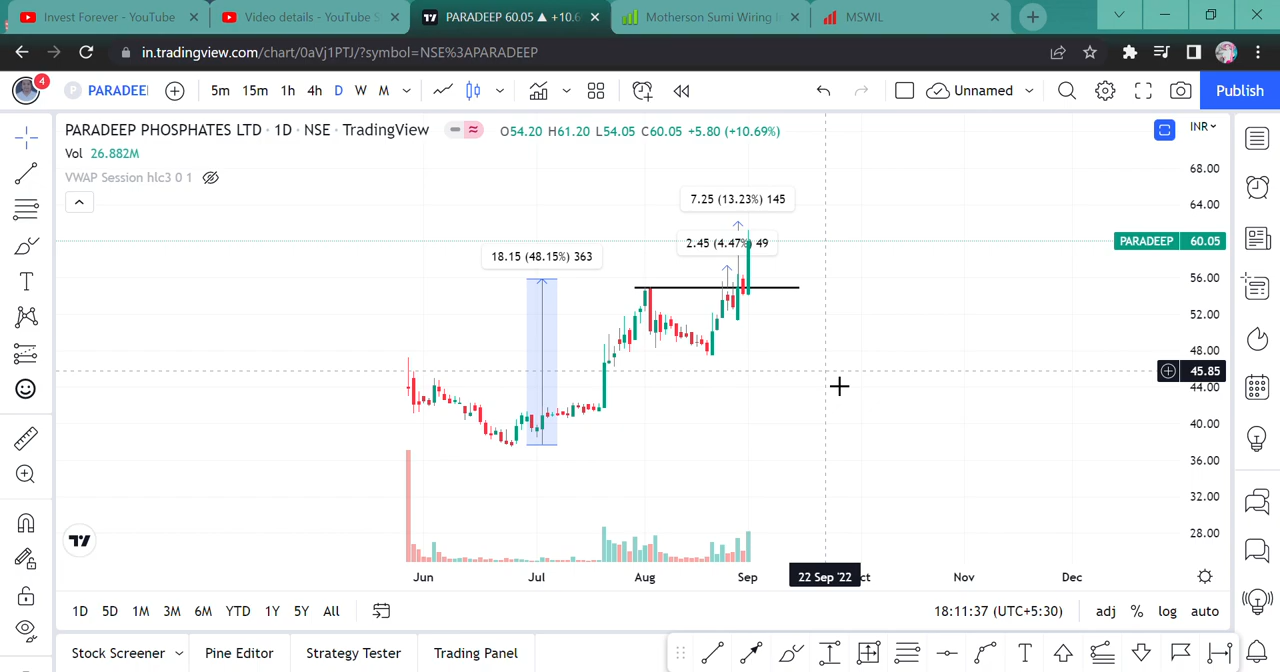 Invest Forever - YouTube
Video details - YouTube S
PARADEEP 60.05 ▲ +10.6
Motherson Sumi Wiring I
MSWIL
in.tradingview.com/chart/0aVj1PTJ/?symbol=NSE%3APARADEEP
4
P PARADEE
5m 15m 1h 4h D W M
Unnamed
Publish
PARADEEP PHOSPHATES LTD · 1D · NSE · TradingView
O54.20 H61.20 L54.05 C60.05 +5.80 (+10.69%)
INR
Vol 26.882M
VWAP Session hlc3 0 1
68.00
7.25 (13.23%) 145
64.00
2.45 (4.47%) 49
PARADEEP 60.05
18.15 (48.15%) 363
56.00
52.00
48.00
45.85
44.00
40.00
36.00
32.00
28.00
Jun Jul Aug Sep 22 Sep '22 ct Nov Dec
1D 5D 1M 3M 6M YTD 1Y 5Y All
18:11:37 (UTC+5:30) adj % log auto
Stock Screener Pine Editor Strategy Tester Trading Panel